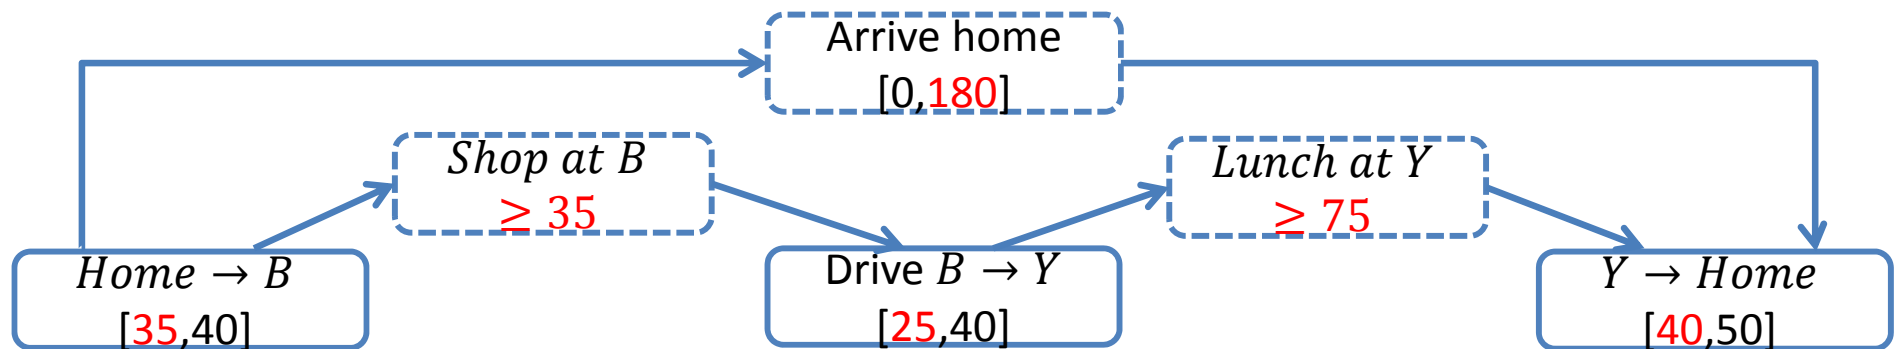 Arrive home
[0,180]
Shop at B
≥ 35
Lunch at Y
≥ 75
Home → B
[35,40]
Drive B → Y
[25,40]
Y → Home
[40,50]